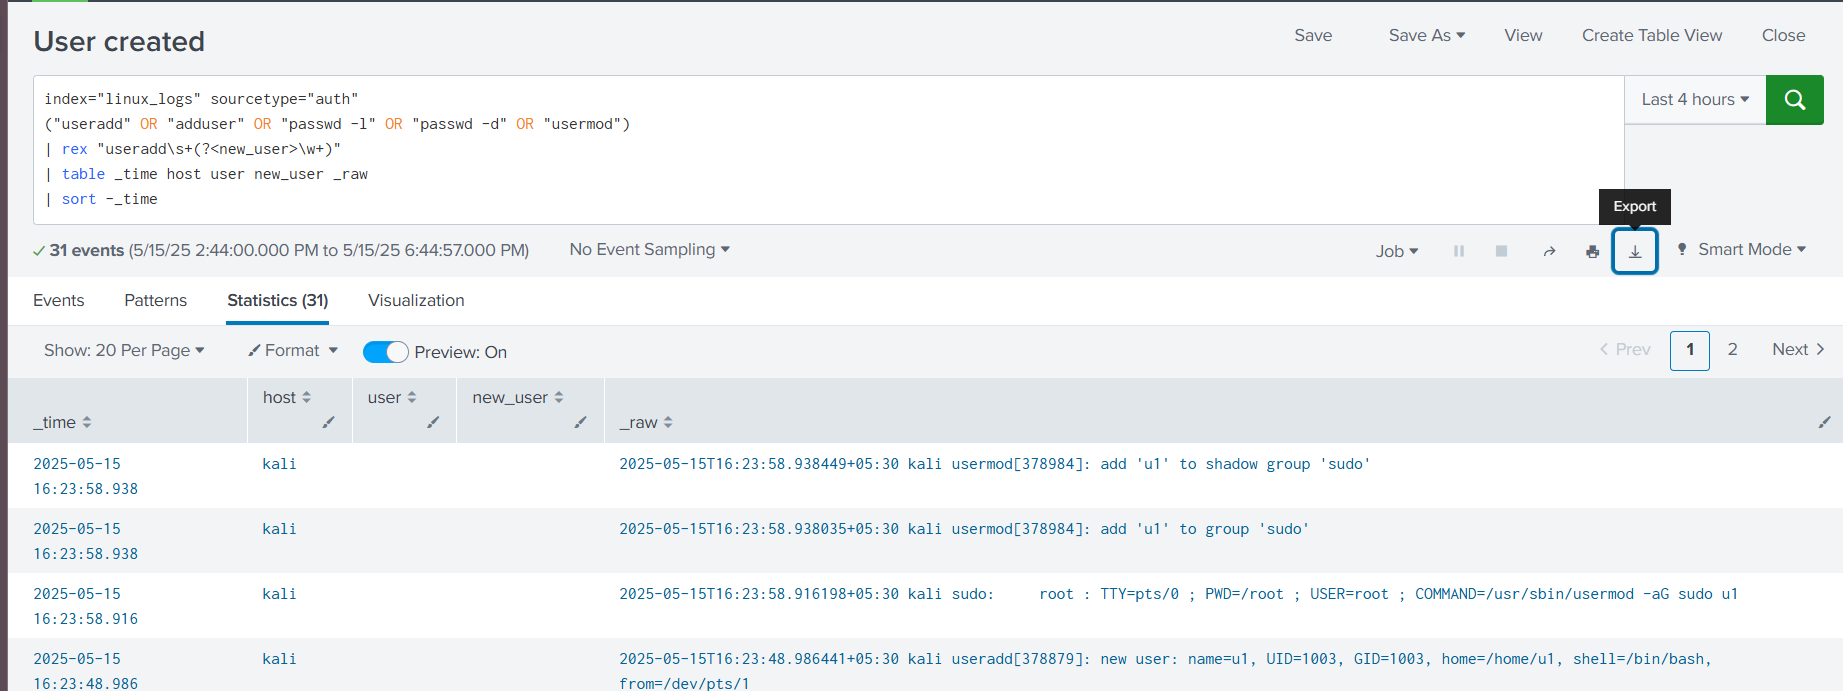 User created
Save Save As View Create Table View Close
index="linux_logs" sourcetype="auth"
("useradd" OR "adduser" OR "passwd -l" OR "passwd -d" OR "usermod")
| rex "useradd\s+(?<new_user>\w+)"
| table _time host user new_user _raw
| sort -_time
Last 4 hours
Export
31 events (5/15/25 2:44:00.000 PM to 5/15/25 6:44:57.000 PM) No Event Sampling Job Smart Mode
Events Patterns Statistics (31) Visualization
Show: 20 Per Page Format Preview: On Prev 1 2 Next
_time host user new_user _raw
2025-05-15 kali 2025-05-15T16:23:58.938449+05:30 kali usermod[378984]: add 'u1' to shadow group 'sudo'
16:23:58.938
2025-05-15 kali 2025-05-15T16:23:58.938035+05:30 kali usermod[378984]: add 'u1' to group 'sudo'
16:23:58.938
2025-05-15 kali 2025-05-15T16:23:58.916198+05:30 kali sudo: root : TTY=pts/0 ; PWD=/root ; USER=root ; COMMAND=/usr/sbin/usermod -aG sudo u1
16:23:58.916
2025-05-15 kali 2025-05-15T16:23:48.986441+05:30 kali useradd[378879]: new user: name=u1, UID=1003, GID=1003, home=/home/u1, shell=/bin/bash,
16:23:48.986 from=/dev/pts/1